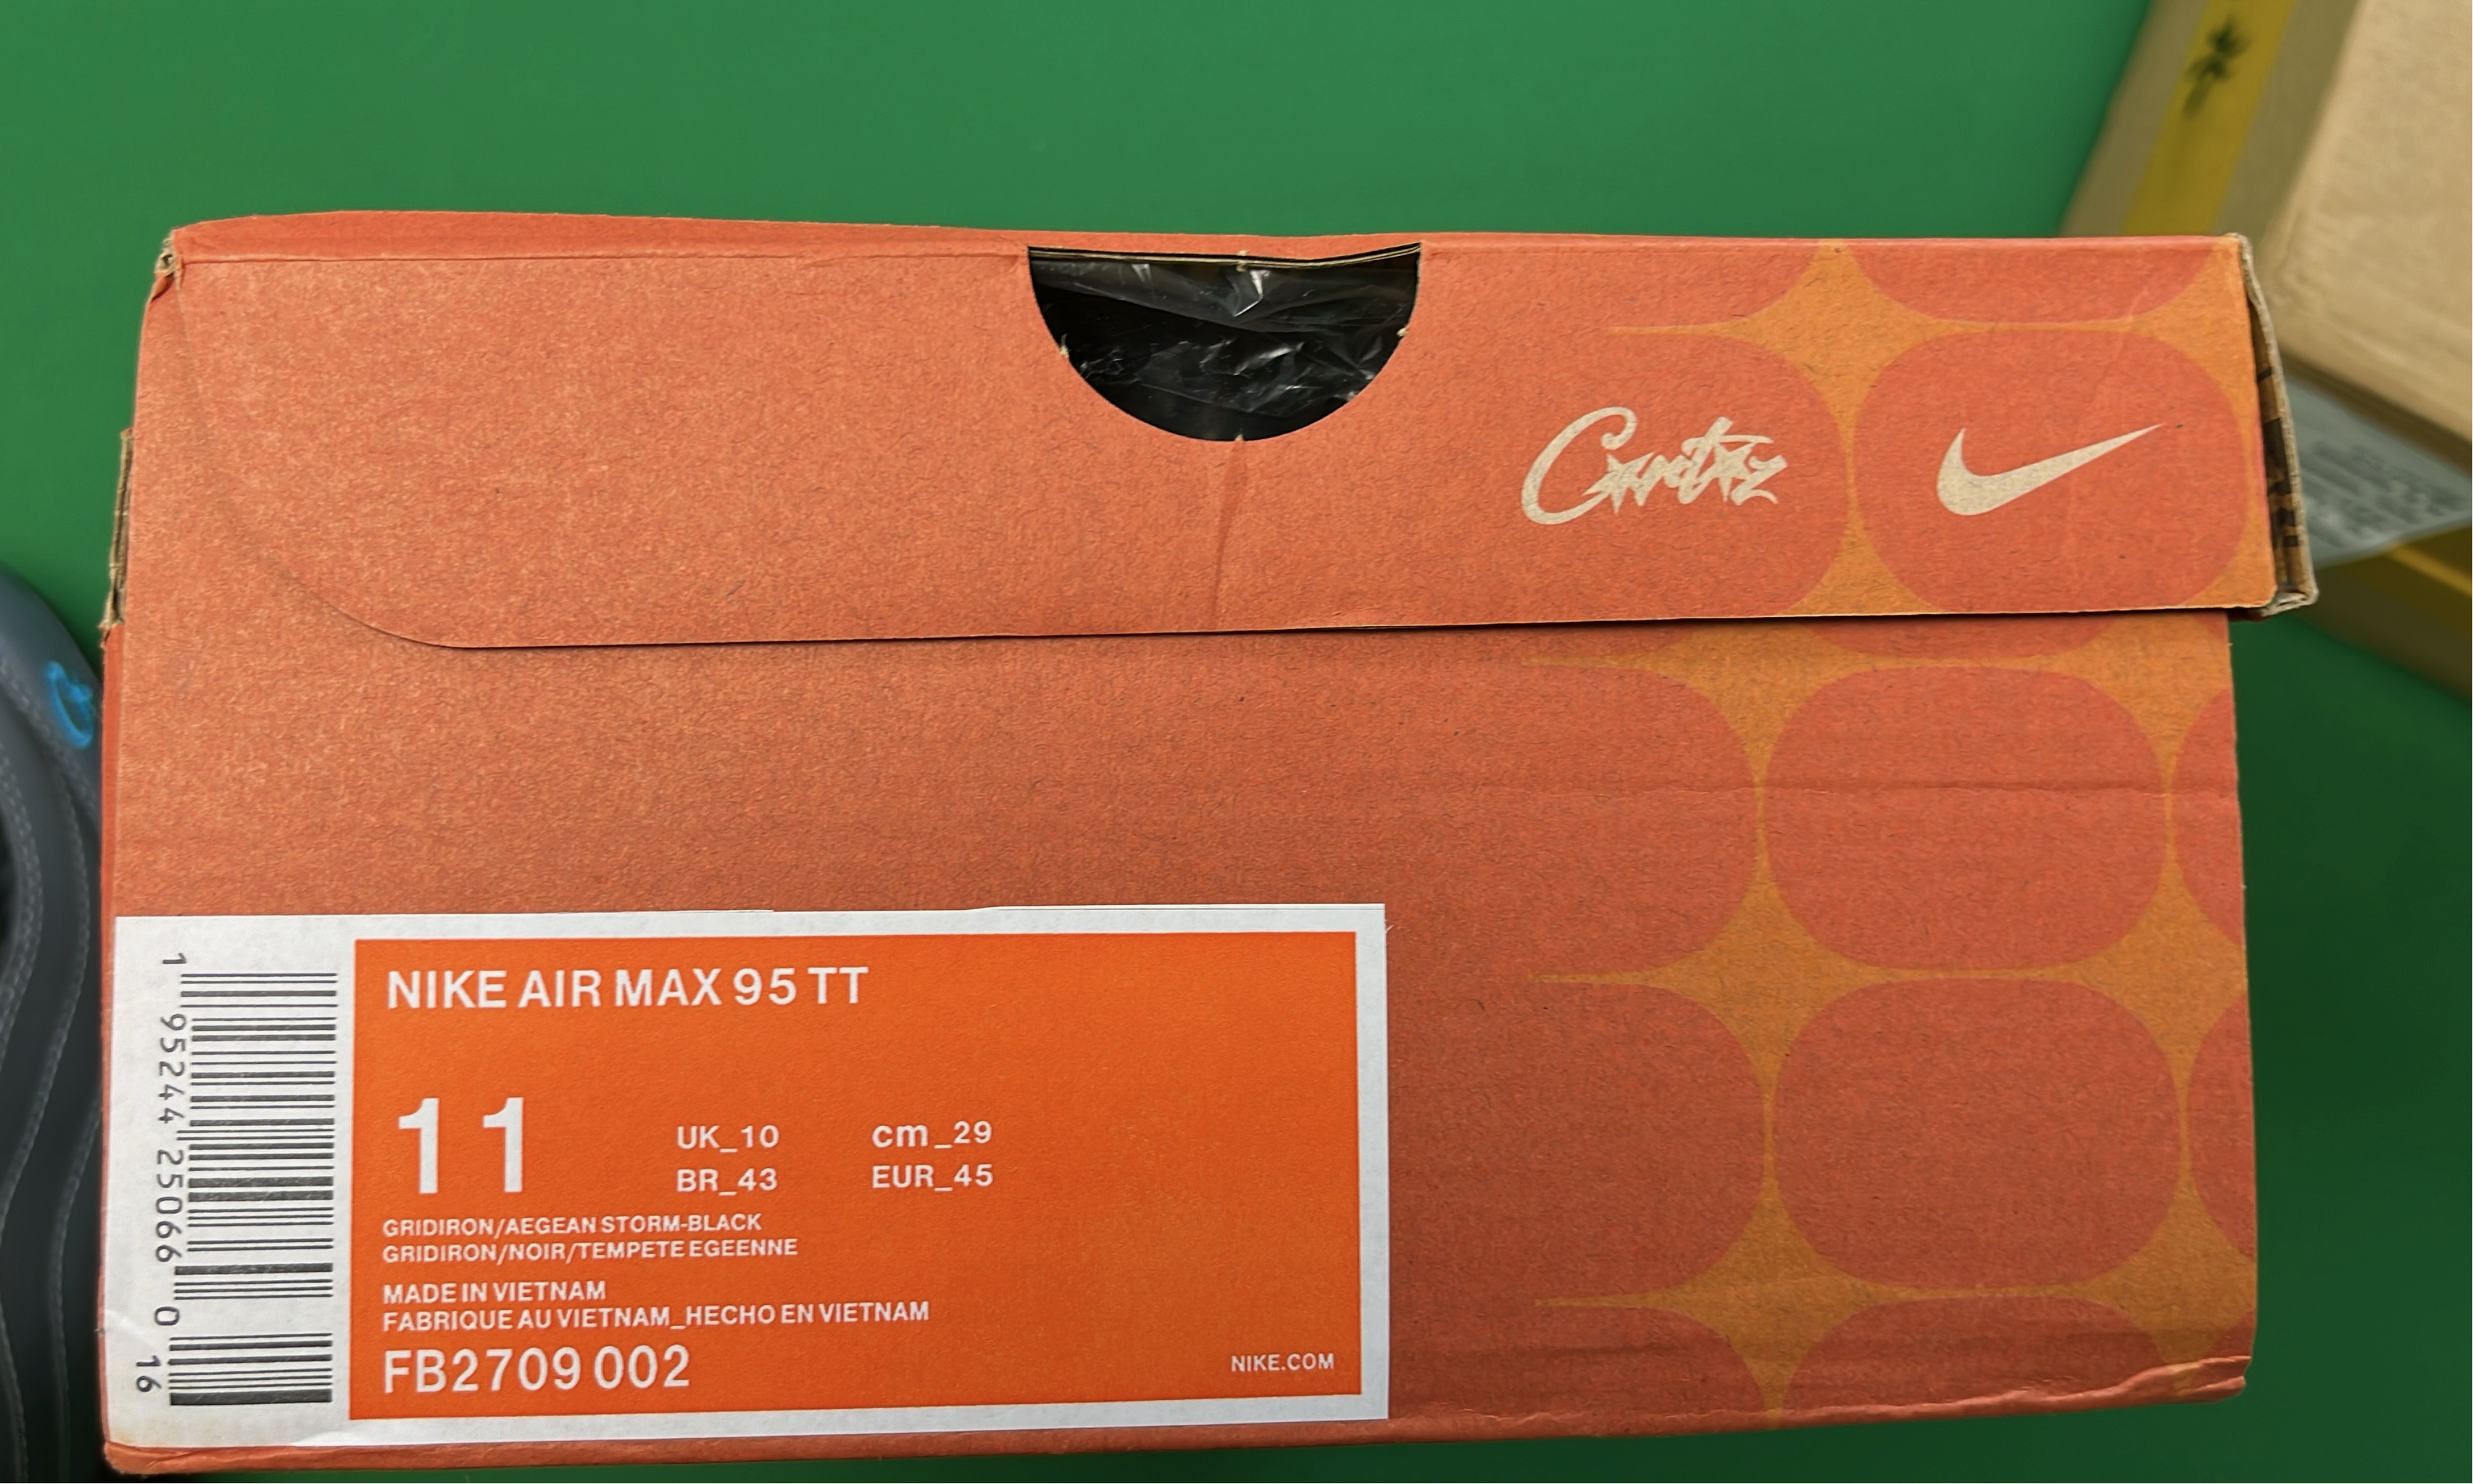 Corteiz
NIKE AIR MAX 95 TT
11
UK_10 cm_29
BR_43 EUR_45
GRIDIRON/AEGEAN STORM-BLACK
GRIDIRON/NOIR/TEMPETE EGEENNE
MADE IN VIETNAM
FABRIQUE AU VIETNAM_HECHO EN VIETNAM
FB2709 002
NIKE.COM
1 95244 25066 0 16